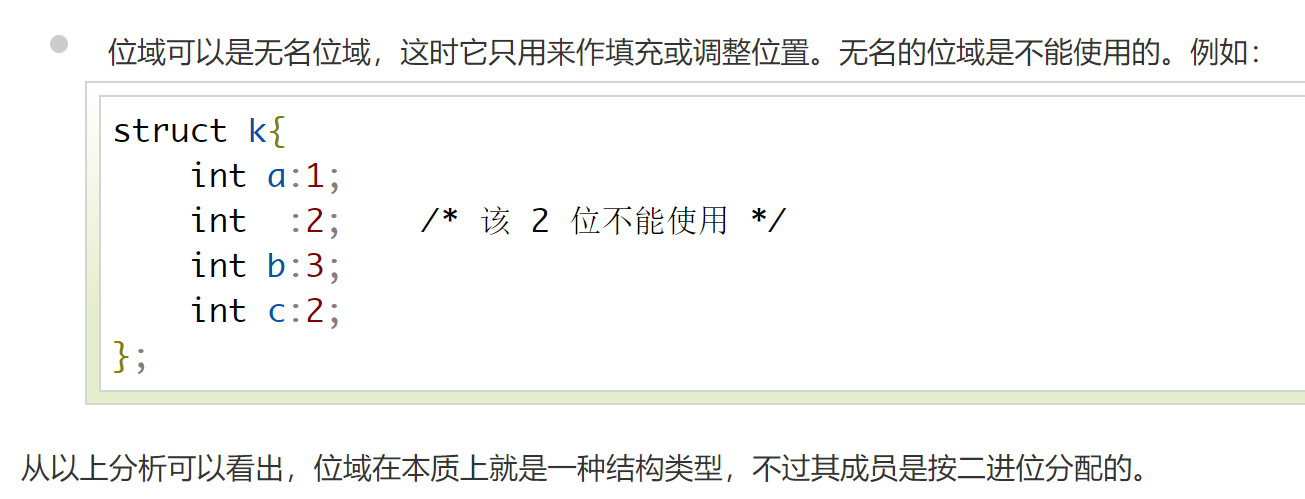 位域可以是无名位域，这时它只用来作填充或调整位置。无名的位域是不能使用的。例如：
struct k{
    int a:1;
    int  :2;    /* 该 2 位不能使用 */
    int b:3;
    int c:2;
};
从以上分析可以看出，位域在本质上就是一种结构类型，不过其成员是按二进位分配的。